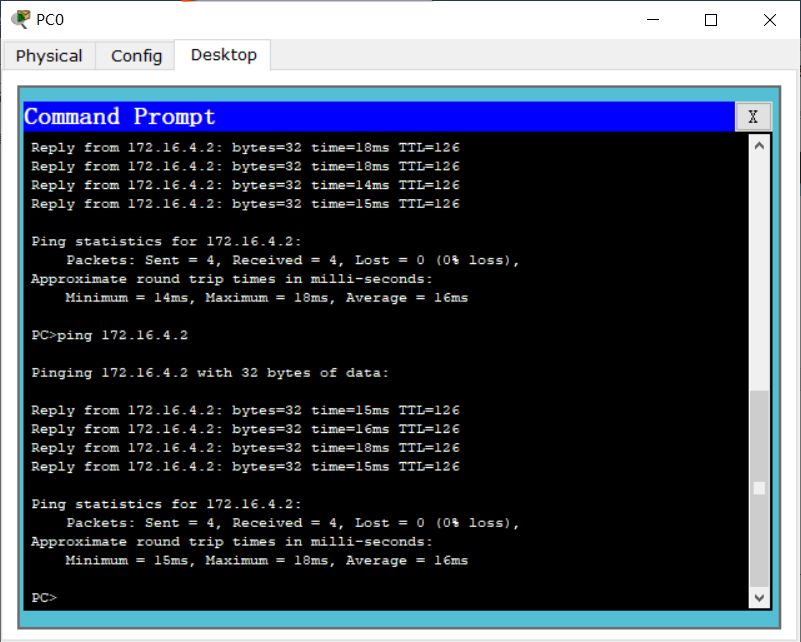 PC0
Physical Config Desktop
Command Prompt X
Reply from 172.16.4.2: bytes=32 time=18ms TTL=126
Reply from 172.16.4.2: bytes=32 time=18ms TTL=126
Reply from 172.16.4.2: bytes=32 time=14ms TTL=126
Reply from 172.16.4.2: bytes=32 time=15ms TTL=126
Ping statistics for 172.16.4.2:
Packets: Sent = 4, Received = 4, Lost = 0 (0% loss),
Approximate round trip times in milli-seconds:
Minimum = 14ms, Maximum = 18ms, Average = 16ms
PC>ping 172.16.4.2
Pinging 172.16.4.2 with 32 bytes of data:
Reply from 172.16.4.2: bytes=32 time=15ms TTL=126
Reply from 172.16.4.2: bytes=32 time=16ms TTL=126
Reply from 172.16.4.2: bytes=32 time=18ms TTL=126
Reply from 172.16.4.2: bytes=32 time=15ms TTL=126
Ping statistics for 172.16.4.2:
Packets: Sent = 4, Received = 4, Lost = 0 (0% loss),
Approximate round trip times in milli-seconds:
Minimum = 15ms, Maximum = 18ms, Average = 16ms
PC>